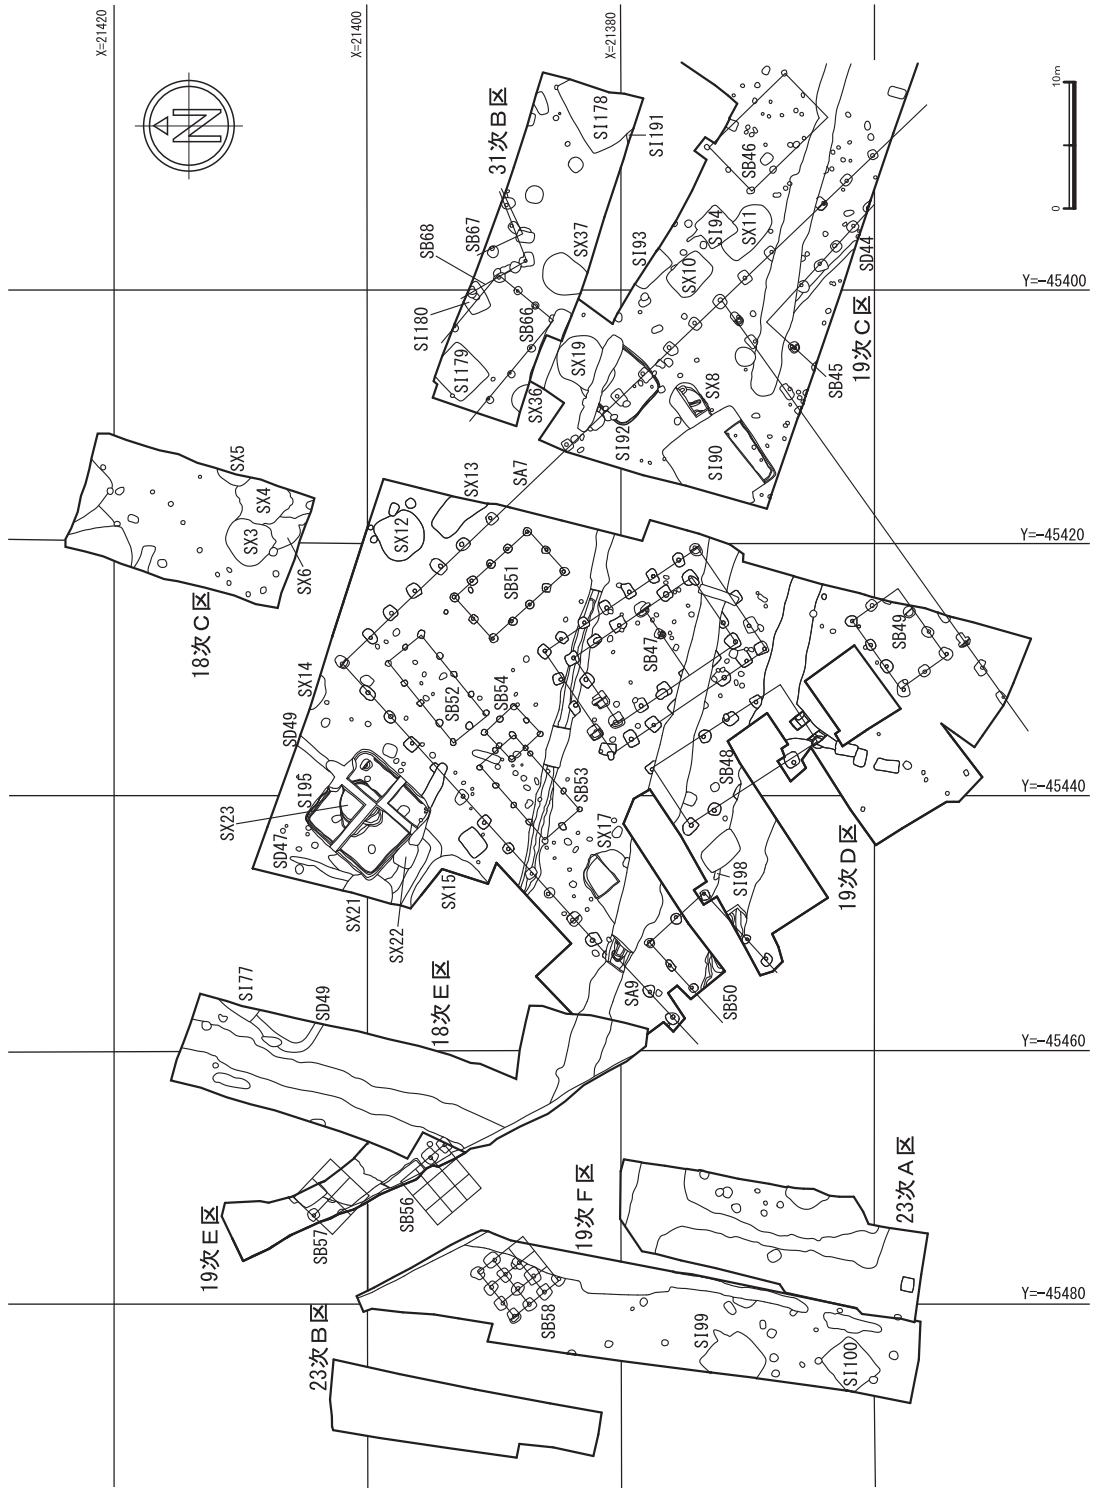 X=21420
X=21400
X=21380
N
10m
0
31次B区
SI178
SI191
SB67
SB68
SX37
SI180
SB66
SI179
SX36
SX19
SI93
SX10
SI94
SX11
SB46
SD44
Y=-45400
19次C区
SB45
SX8
SI92
SI90
SX5
SX4
SX3
SX6
18次C区
SX12
SX13
SA7
SB51
Y=-45420
SX14
SD49
SI95
SX23
SD47
SX21
SX22
SX15
SB52
SB54
SB53
SB47
SB49
SB48
SX17
SI98
Y=-45440
19次D区
SA9
SB50
18次E区
SI77
SD49
Y=-45460
19次E区
SB57
SB56
19次F区
23次A区
SB58
Y=-45480
23次B区
SI99
SI100